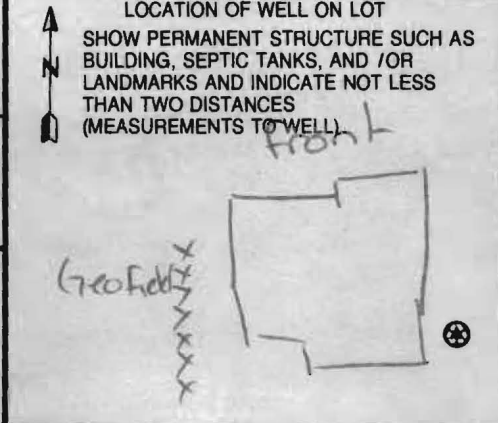 LOCATION OF WELL ON LOT
N
SHOW PERMANENT STRUCTURE SUCH AS
BUILDING, SEPTIC TANKS, AND / OR
LANDMARKS AND INDICATE NOT LESS
THAN TWO DISTANCES
(MEASUREMENTS TO WELL)
Front
Geofield
X
X
X
X
X
X
X
X